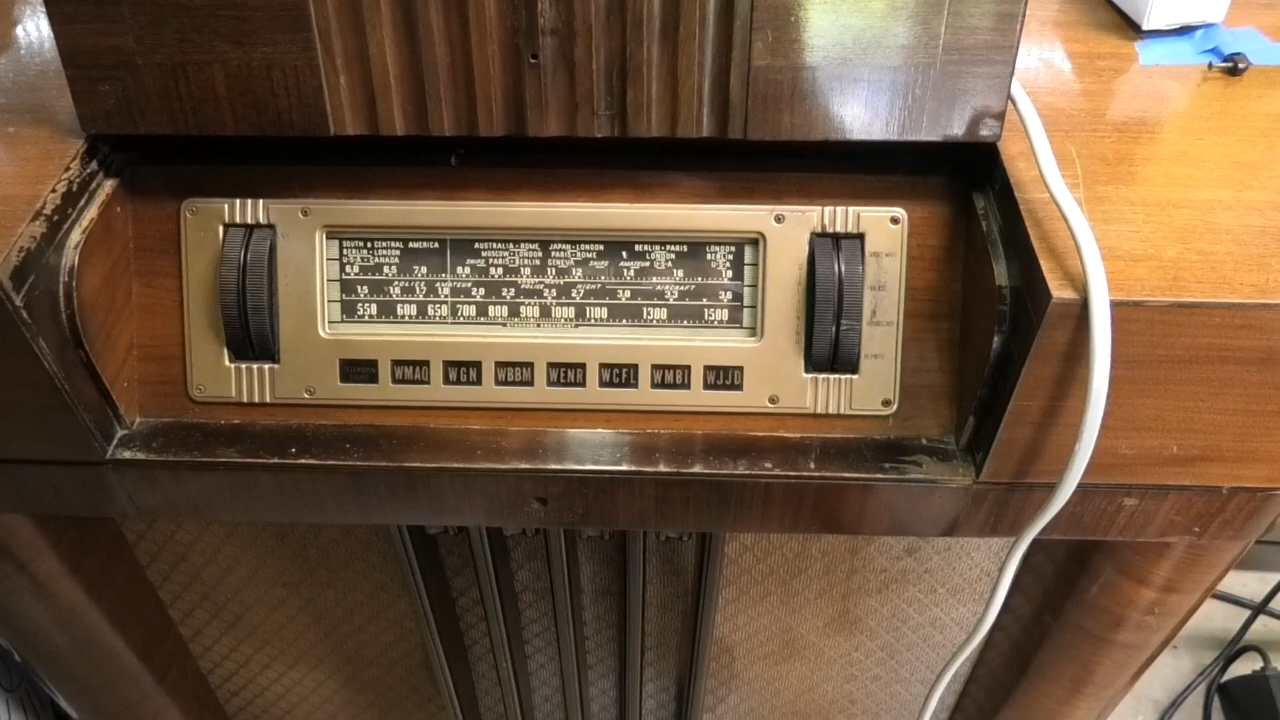 SOUTH & CENTRAL AMERICA AUSTRALIA - ROME JAPAN - LONDON BERLIN - PARIS LONDON
BERLIN - LONDON MOSCOW - LONDON PARIS - ROME LONDON BERLIN
U-S-A - CANADA SHIPS PARIS - BERLIN GENEVA SHIPS AMATEUR U-S-A U-S-A
6.0 6.5 7.0 8.0 9.0 10 11 12 14 16 18
POLICE AMATEUR POLICE NIGHT AIRCRAFT
1.5 1.6 1.7 1.8 2.0 2.2 2.5 2.7 3.0 3.3 3.6
550 600 650 700 800 900 1000 1100 1300 1500
STANDARD BROADCAST
TELEVISION WMAQ WGN WBBM WENR WCFL WMBI WJJD